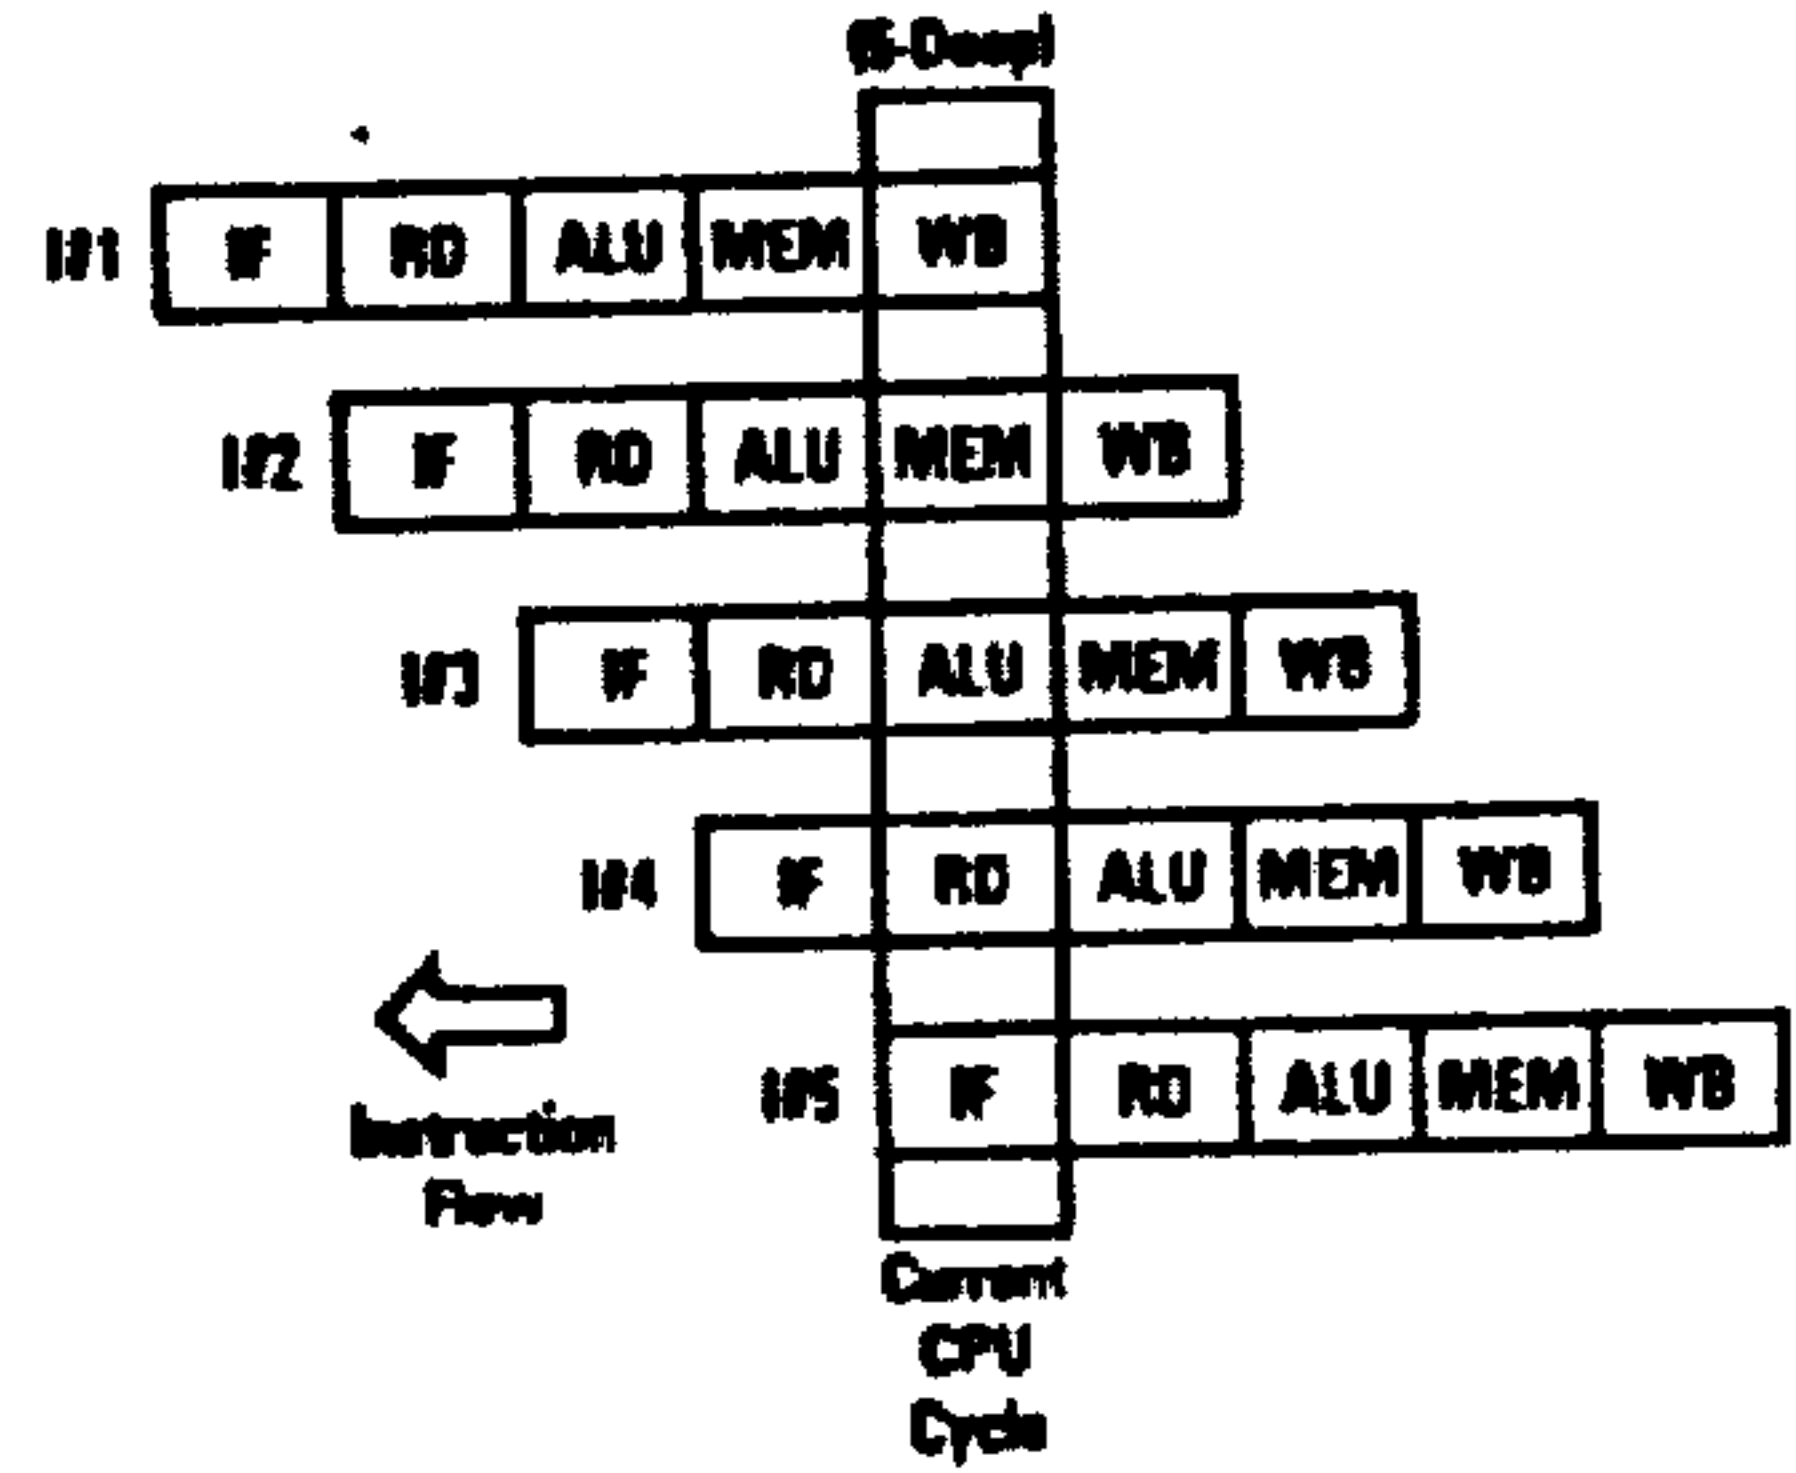 (5-Deep)
I#1 IF RD ALU MEM WB
I#2 IF RD ALU MEM WB
I#3 IF RD ALU MEM WB
I#4 IF RD ALU MEM WB
I#5 IF RD ALU MEM WB
Instruction
Flow
Current
CPU
Cycle